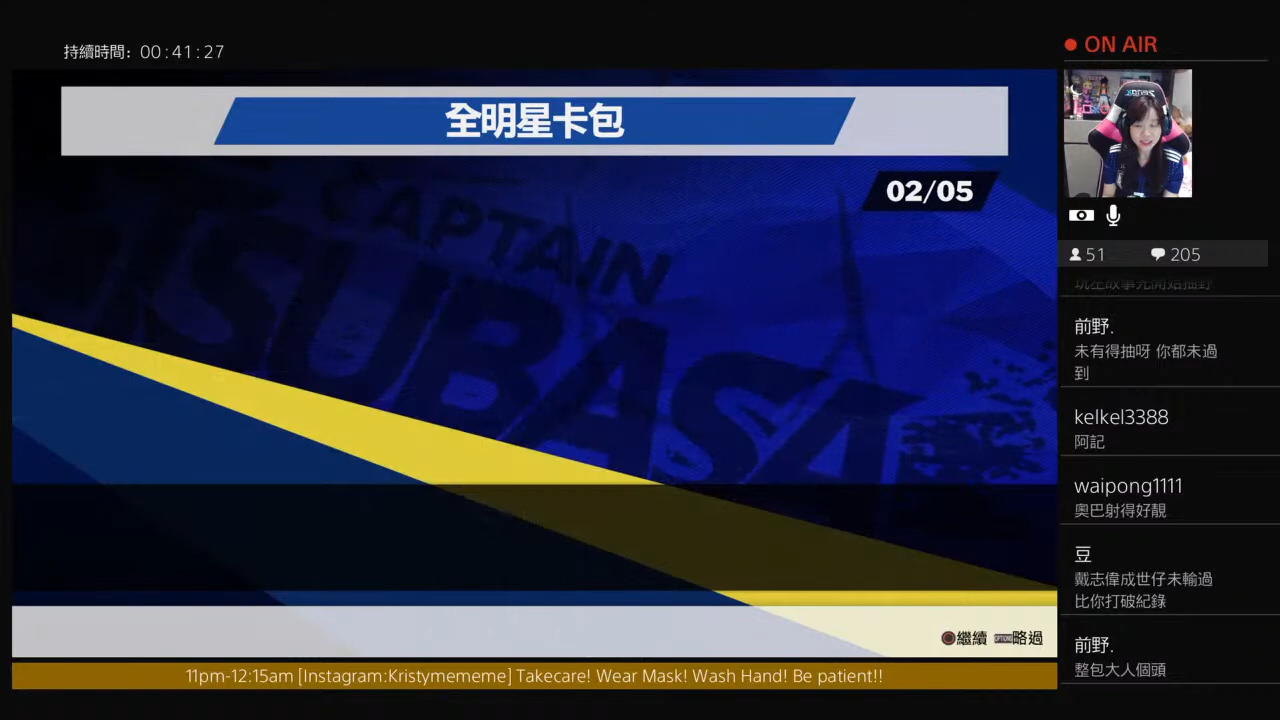 持續時間: 00:41:27
ON AIR
全明星卡包
02/05
CAPTAIN
TSUBASA
51 205
前野.
未有得抽呀 你都未過
到
kelkel3388
阿記
waipong1111
奧巴射得好靚
豆
戴志偉成世仔未輸過
比你打破紀錄
前野.
整包大人個頭
繼續 OPTIONS 略過
11pm-12:15am [Instagram:Kristymememe] Takecare! Wear Mask! Wash Hand! Be patient!!